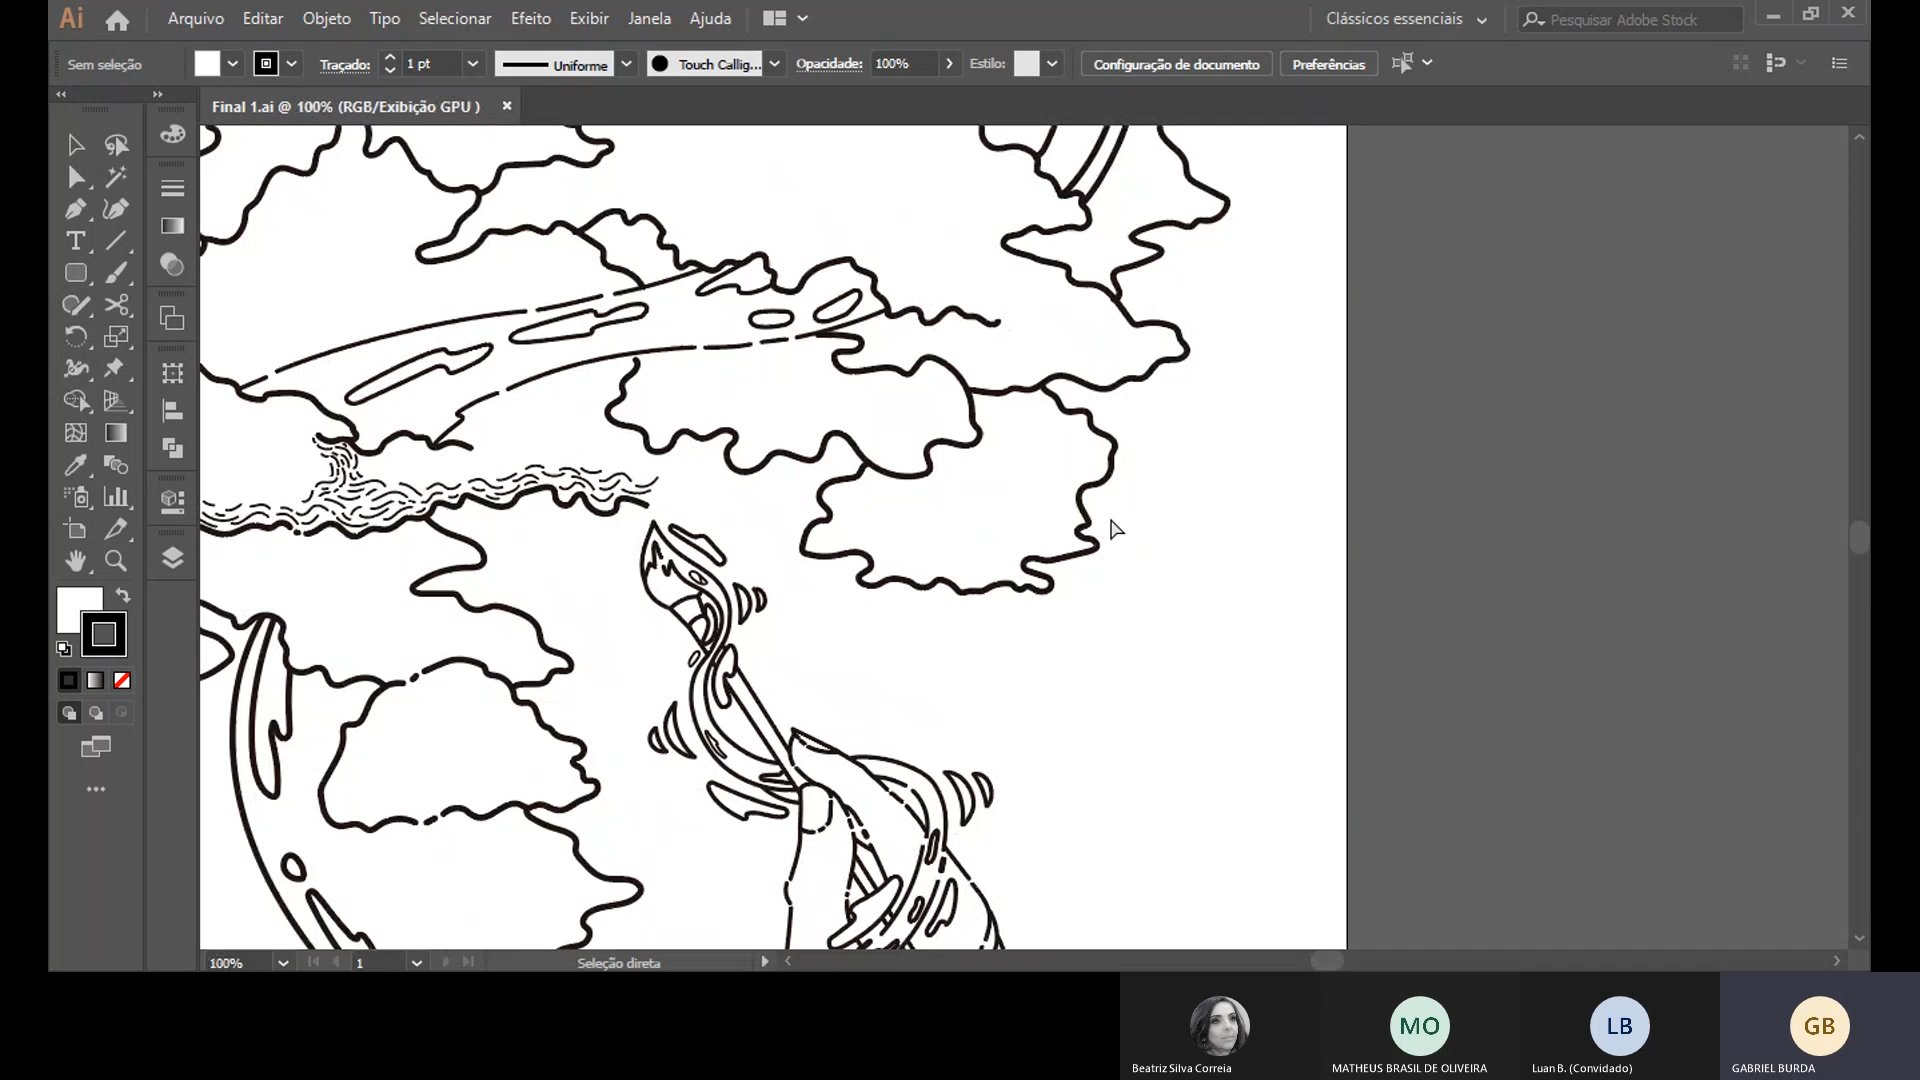 Ai Arquivo Editar Objeto Tipo Selecionar Efeito Exibir Janela Ajuda Clássicos essenciais Pesquisar Adobe Stock
Sem seleção Traçado: 1 pt Uniforme Touch Callig... Opacidade: 100% Estilo: Configuração de documento Preferências
Final 1.ai @ 100% (RGB/Exibição GPU )
100% 1 Seleção direta
MO LB GB
Beatriz Silva Correia MATHEUS BRASIL DE OLIVEIRA Luan B. (Convidado) GABRIEL BURDA